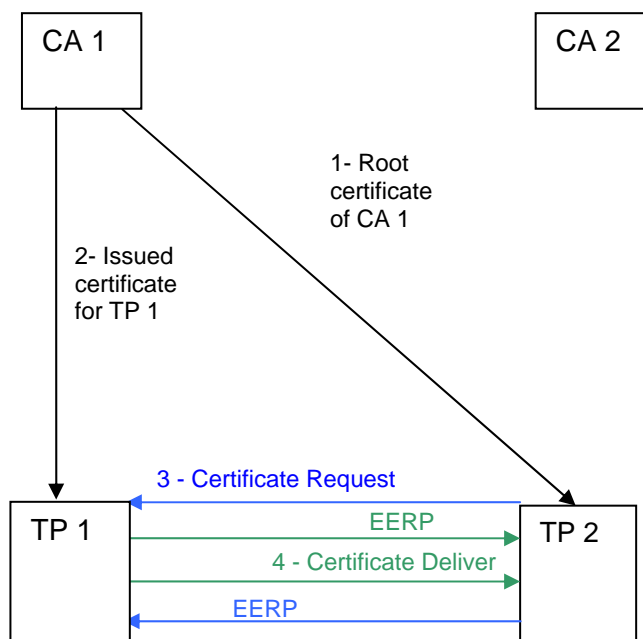 CA 1
CA 2
1- Root
certificate
of CA 1
2- Issued
certificate
for TP 1
3 - Certificate Request
TP 1
EERP
TP 2
4 - Certificate Deliver
EERP